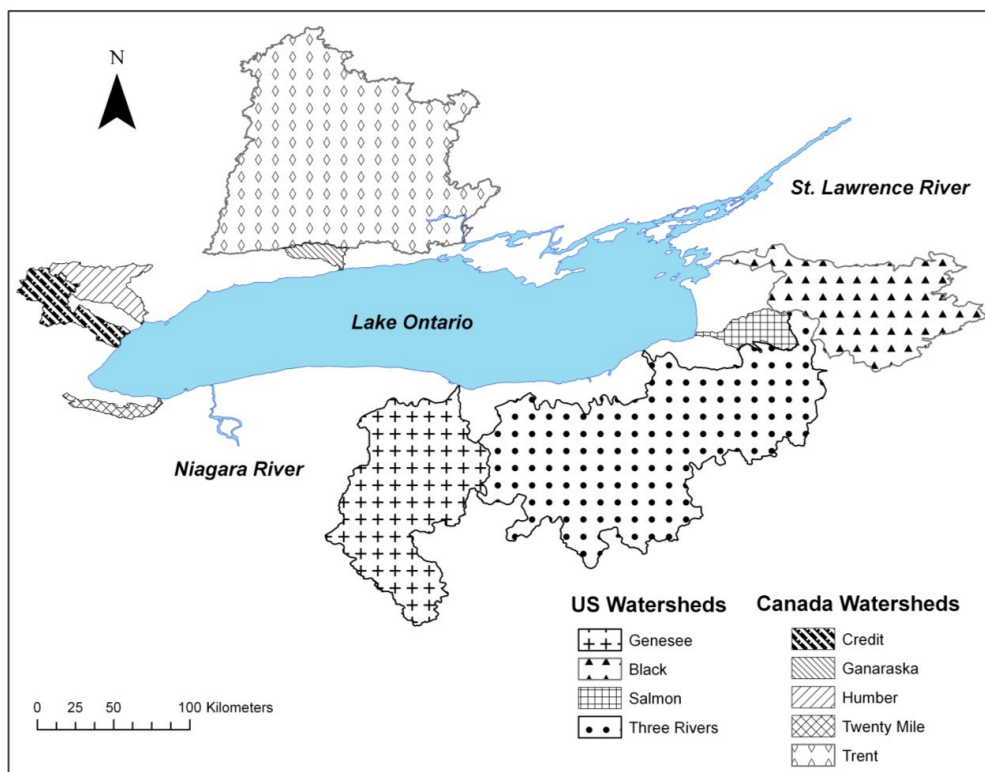 N
St. Lawrence River
Lake Ontario
Niagara River
US Watersheds
Genesee
Black
Salmon
Three Rivers
Canada Watersheds
Credit
Ganaraska
Humber
Twenty Mile
Trent
0 25 50 100 Kilometers